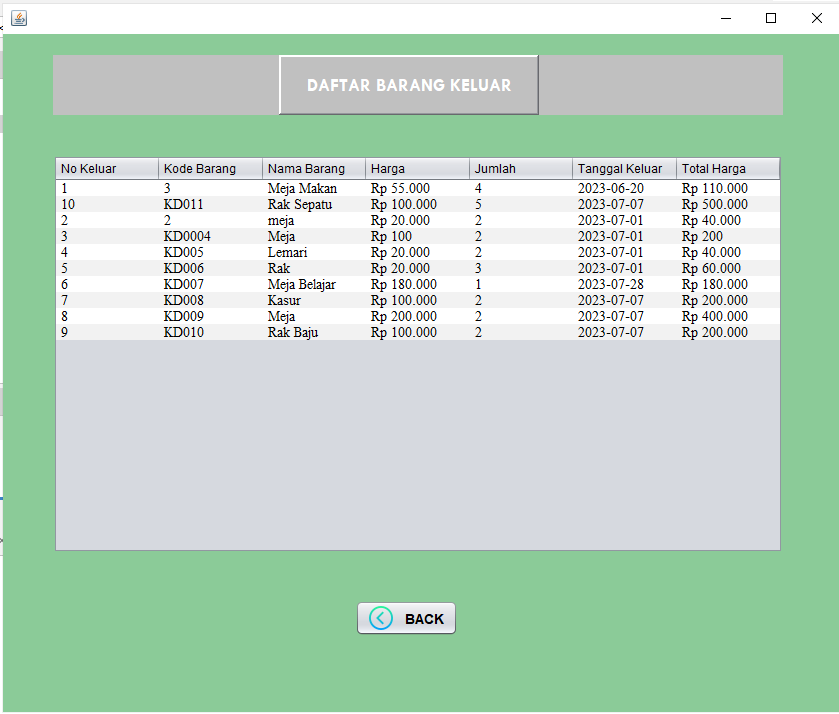 DAFTAR BARANG KELUAR
No Keluar Kode Barang Nama Barang Harga Jumlah Tanggal Keluar Total Harga
1 3 Meja Makan Rp 55.000 4 2023-06-20 Rp 110.000
10 KD011 Rak Sepatu Rp 100.000 5 2023-07-07 Rp 500.000
2 2 meja Rp 20.000 2 2023-07-01 Rp 40.000
3 KD0004 Meja Rp 100 2 2023-07-01 Rp 200
4 KD005 Lemari Rp 20.000 2 2023-07-01 Rp 40.000
5 KD006 Rak Rp 20.000 3 2023-07-01 Rp 60.000
6 KD007 Meja Belajar Rp 180.000 1 2023-07-28 Rp 180.000
7 KD008 Kasur Rp 100.000 2 2023-07-07 Rp 200.000
8 KD009 Meja Rp 200.000 2 2023-07-07 Rp 400.000
9 KD010 Rak Baju Rp 100.000 2 2023-07-07 Rp 200.000
BACK